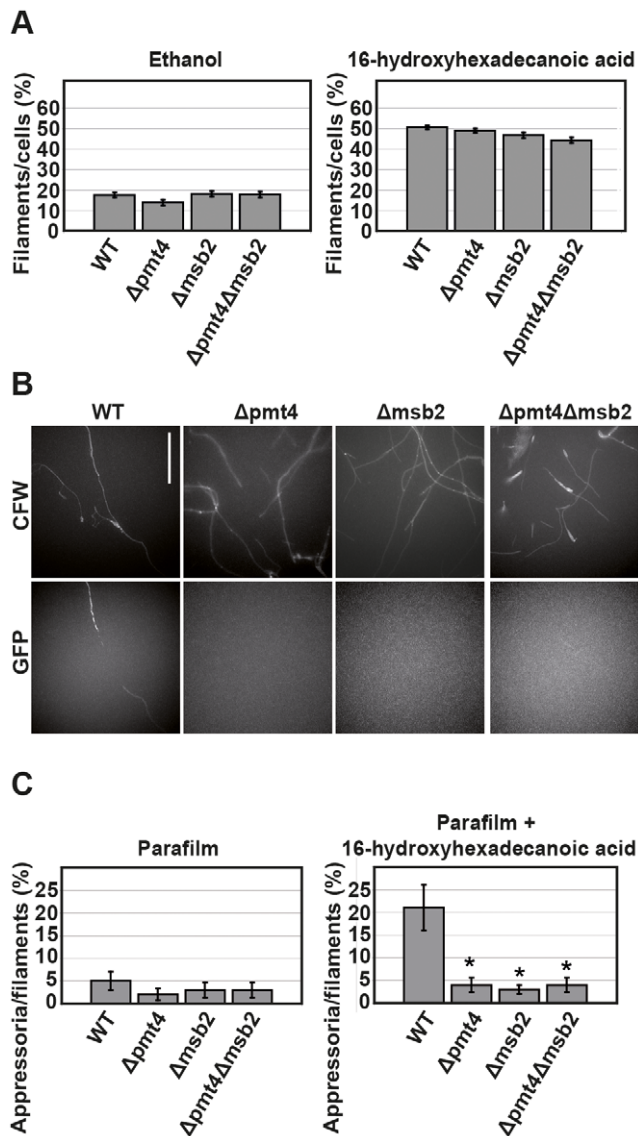 A
Ethanol
16-hydroxyhexadecanoic acid
Filaments/cells (%)
60
50
40
30
20
10
0
WT
Δpmt4
Δmsb2
Δpmt4Δmsb2
Filaments/cells (%)
60
50
40
30
20
10
0
WT
Δpmt4
Δmsb2
Δpmt4Δmsb2
B
WT
Δpmt4
Δmsb2
Δpmt4Δmsb2
CFW
GFP
C
Parafilm
Parafilm +
16-hydroxyhexadecanoic acid
Appressoria/filaments (%)
25
20
15
10
5
0
WT
Δpmt4
Δmsb2
Δpmt4Δmsb2
Appressoria/filaments (%)
25
20
15
10
5
0
*
*
*
WT
Δpmt4
Δmsb2
Δpmt4Δmsb2